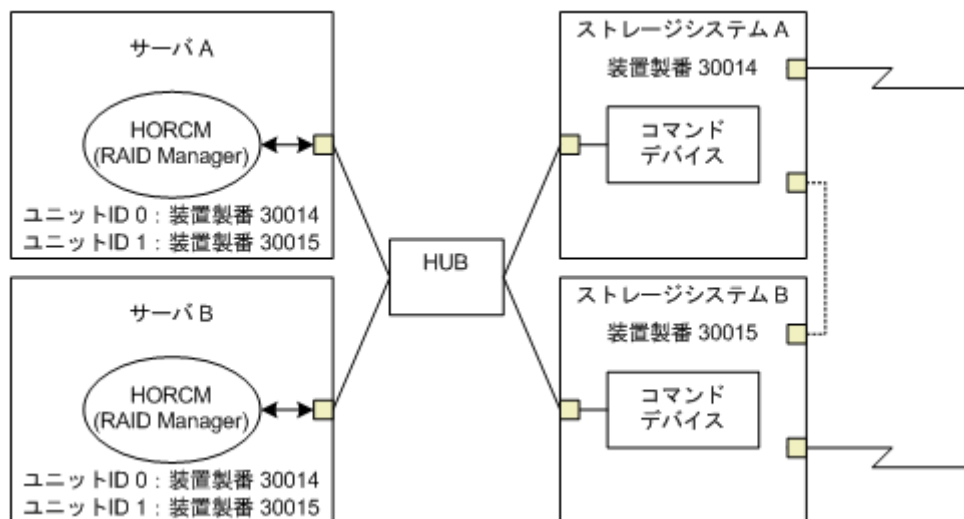 サーバ A
HORCM
(RAID Manager)
ユニットID 0：装置製番 30014
ユニットID 1：装置製番 30015
サーバ B
HORCM
(RAID Manager)
ユニットID 0：装置製番 30014
ユニットID 1：装置製番 30015
HUB
ストレージシステム A
装置製番 30014
コマンド
デバイス
ストレージシステム B
装置製番 30015
コマンド
デバイス